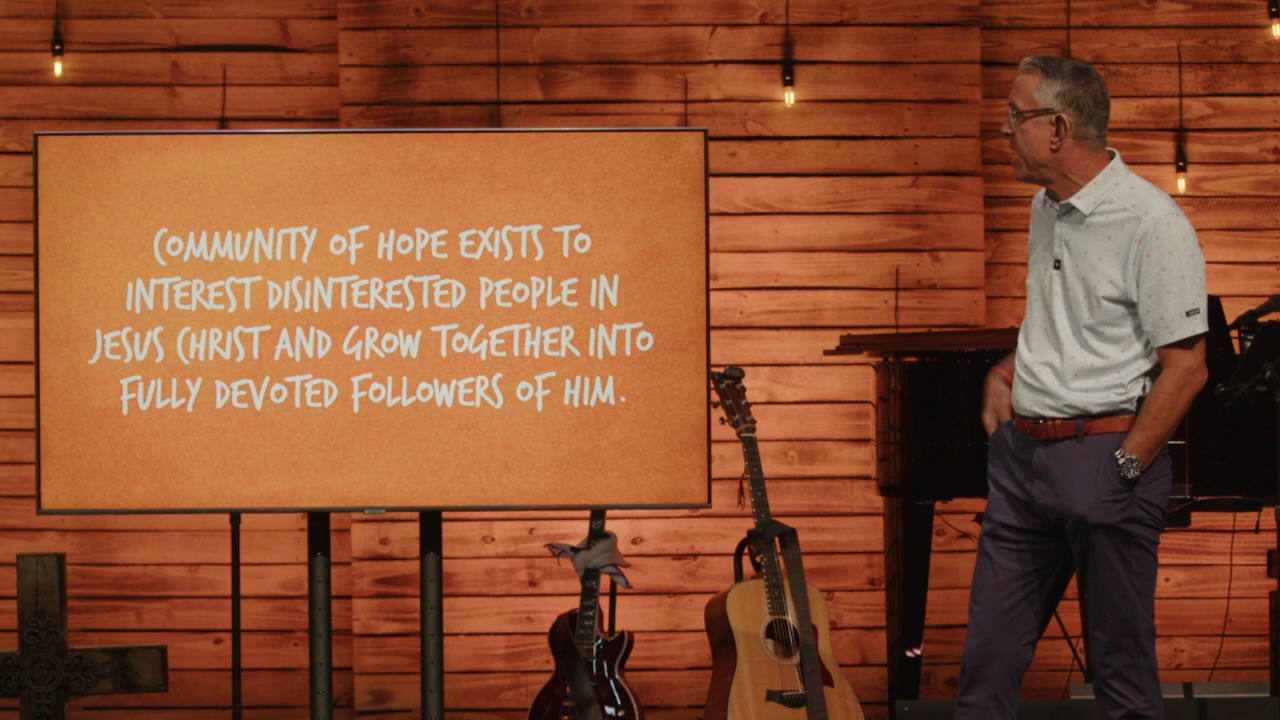 COMMUNITY OF HOPE EXISTS TO
INTEREST DISINTERESTED PEOPLE IN
JESUS CHRIST AND GROW TOGETHER INTO
FULLY DEVOTED FOLLOWERS OF HIM.